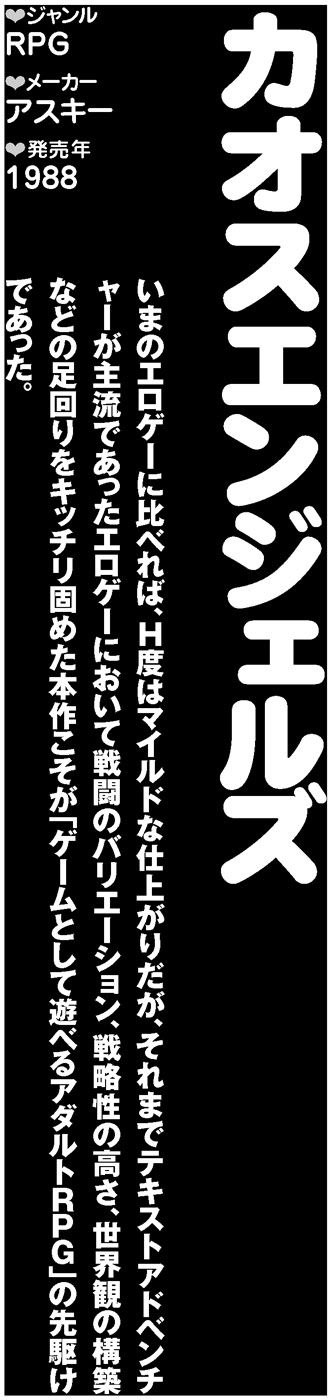 カオスエンジェルズ
❤ジャンル
RPG
❤メーカー
アスキー
❤発売年
1988
いまのエロゲーに比べれば、H度はマイルドな仕上がりだが、それまでテキストアドベンチ
ャーが主流であったエロゲーにおいて戦闘のバリエーション、戦略性の高さ、世界観の構築
などの足回りをキッチリ固めた本作こそが「ゲームとして遊べるアダルトRPG」の先駆け
であった。